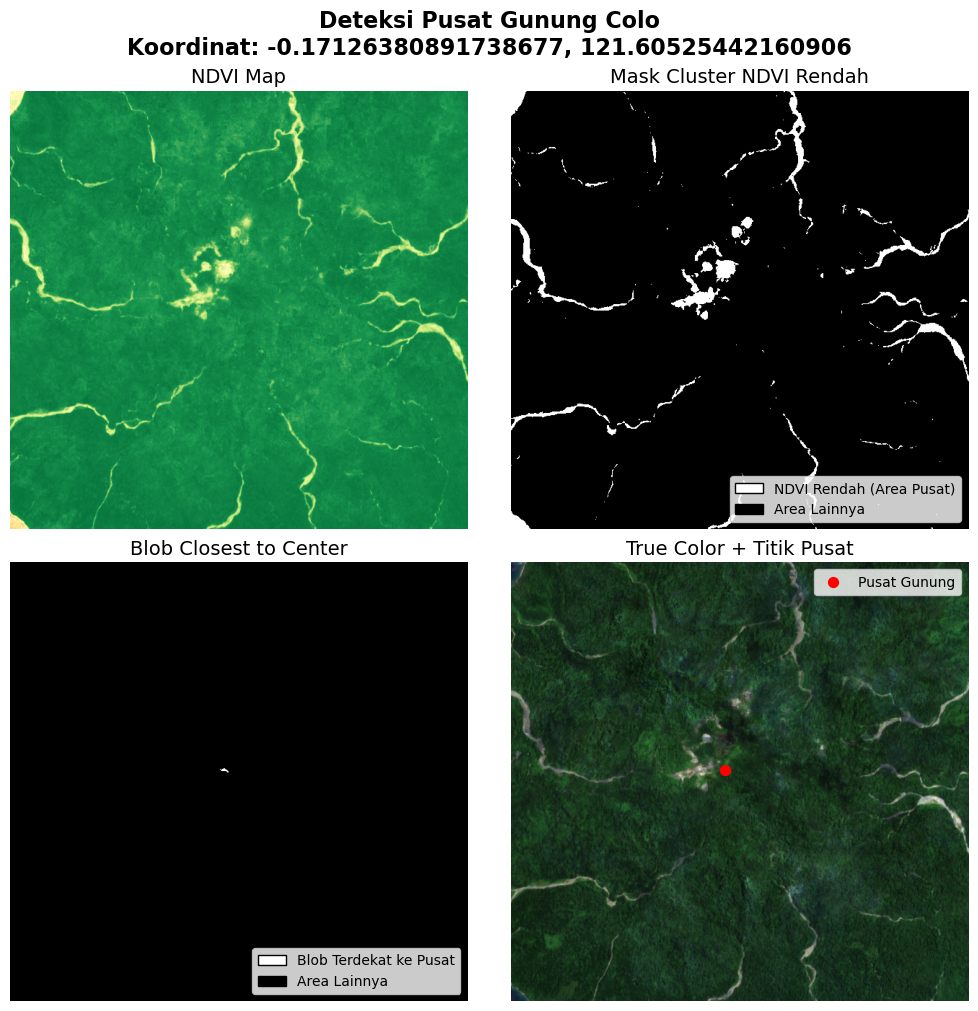 Deteksi Pusat Gunung Colo
Koordinat: -0.17126380891738677, 121.60525442160906
NDVI Map
Mask Cluster NDVI Rendah
NDVI Rendah (Area Pusat)
Area Lainnya
Blob Closest to Center
True Color + Titik Pusat
Pusat Gunung
Blob Terdekat ke Pusat
Area Lainnya